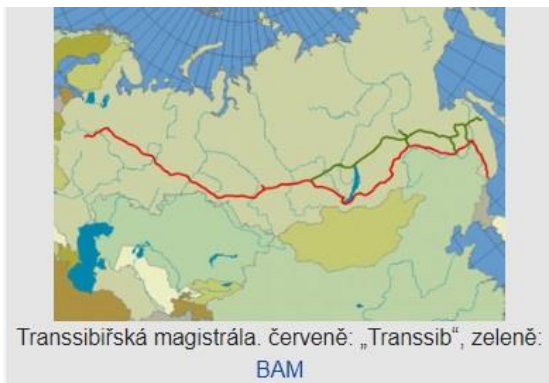 Transsibiřská magistrála. červeně: „Transsib“, zeleně:
BAM